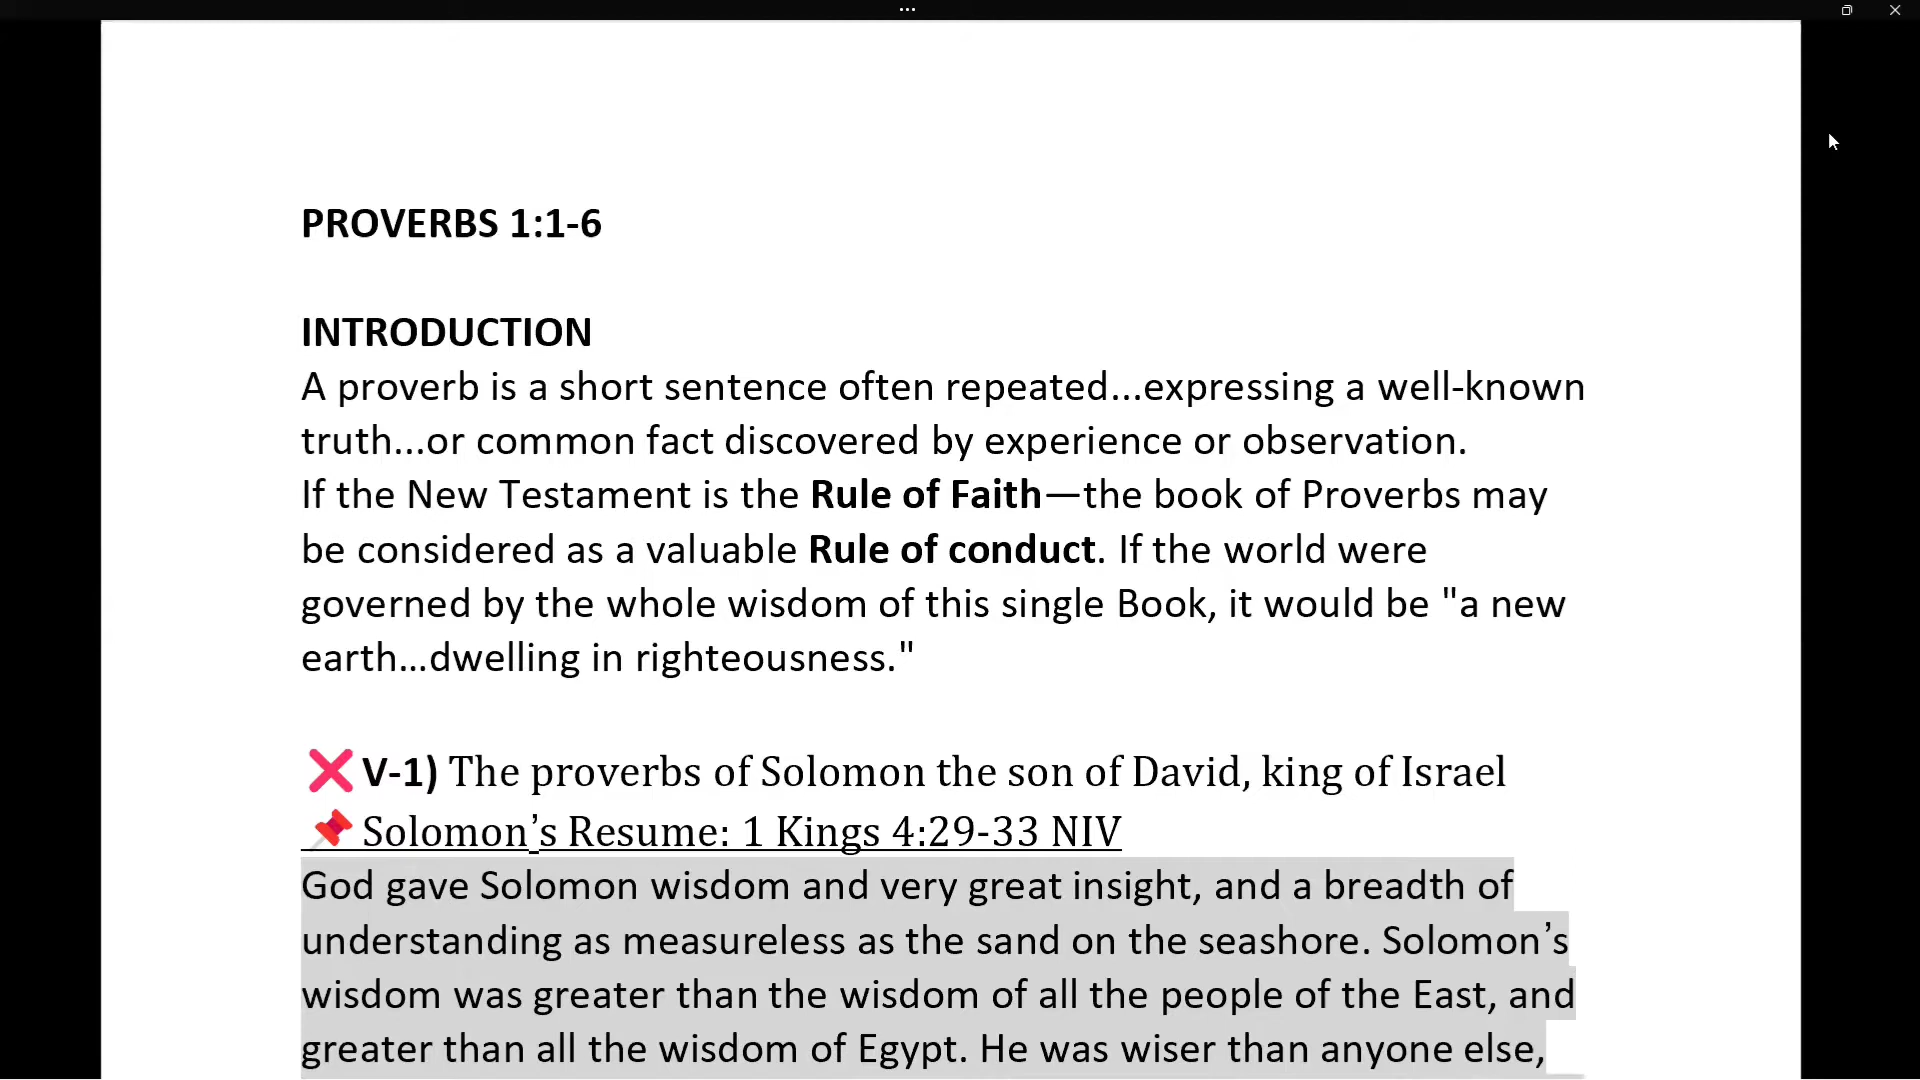 PROVERBS 1:1-6
INTRODUCTION
A proverb is a short sentence often repeated...expressing a well-known
truth...or common fact discovered by experience or observation.
If the New Testament is the Rule of Faith—the book of Proverbs may
be considered as a valuable Rule of conduct. If the world were
governed by the whole wisdom of this single Book, it would be "a new
earth...dwelling in righteousness."
❌V-1) The proverbs of Solomon the son of David, king of Israel
📌Solomon’s Resume: 1 Kings 4:29-33 NIV
God gave Solomon wisdom and very great insight, and a breadth of
understanding as measureless as the sand on the seashore. Solomon’s
wisdom was greater than the wisdom of all the people of the East, and
greater than all the wisdom of Egypt. He was wiser than anyone else,